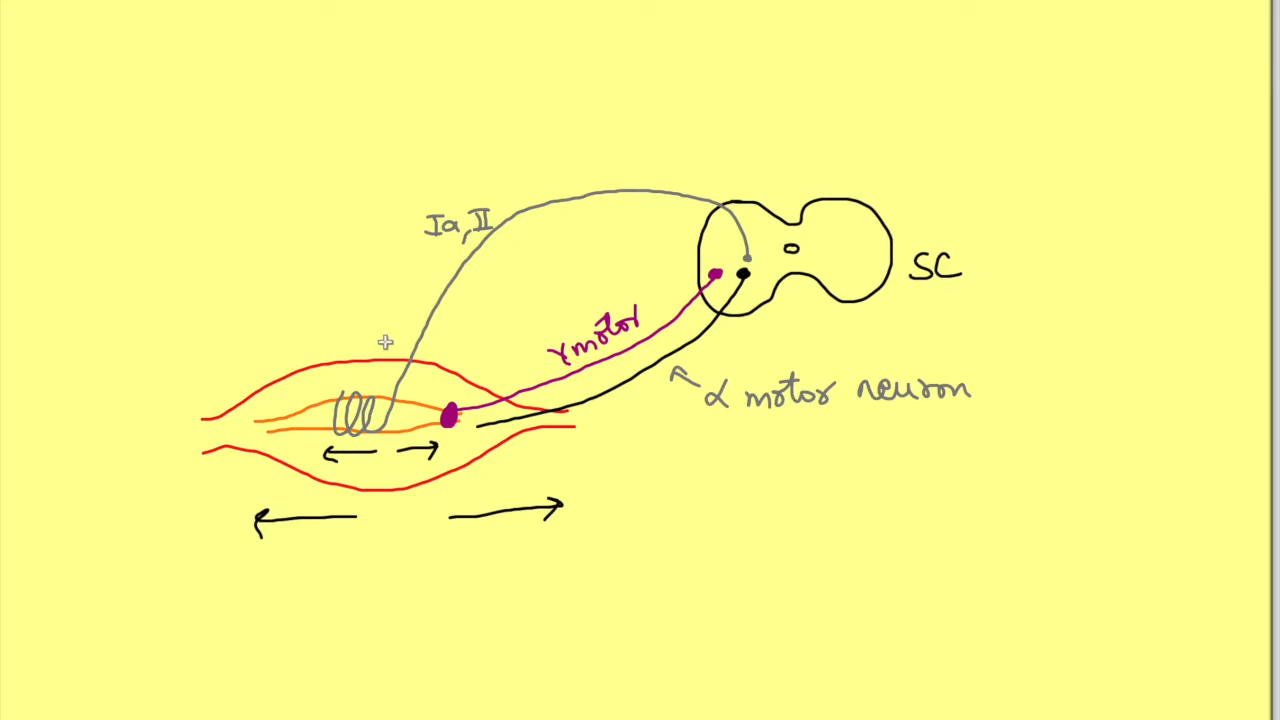 Ia, II
SC
γ motor
α motor neuron